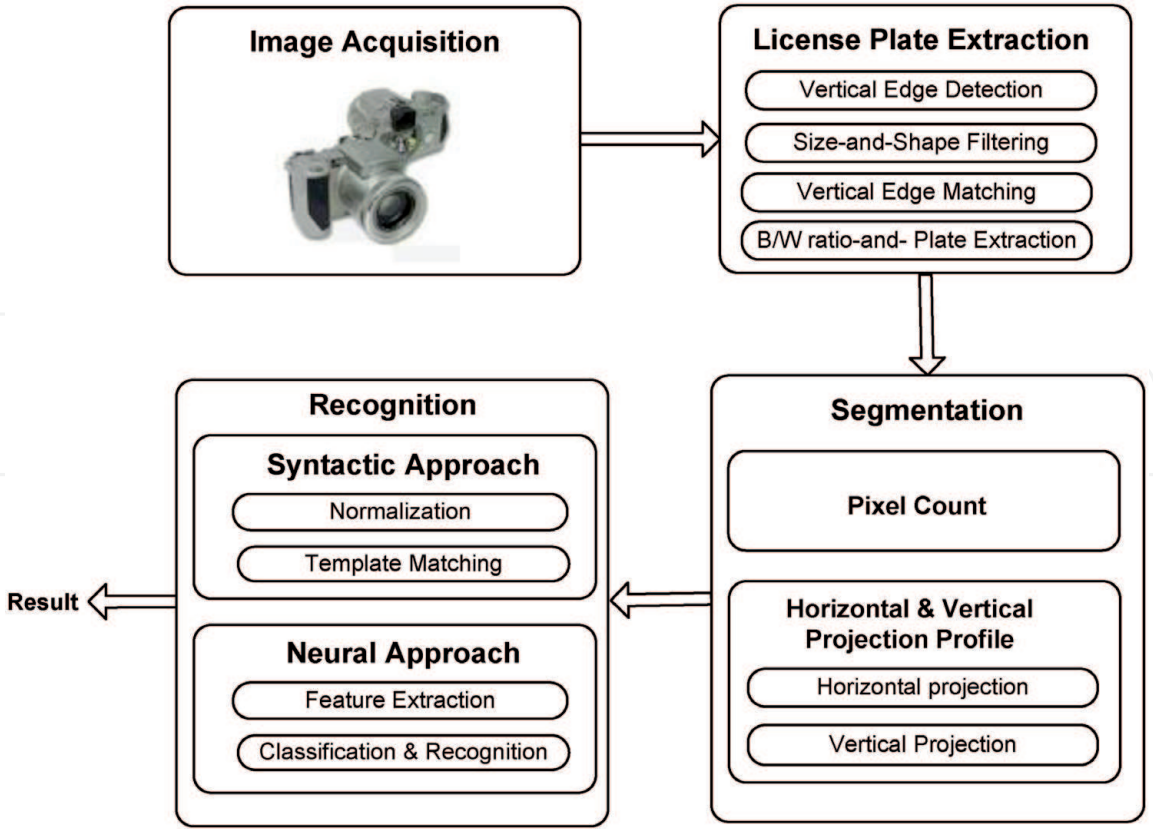 Image Acquisition
License Plate Extraction
Vertical Edge Detection
Size-and-Shape Filtering
Vertical Edge Matching
B/W ratio-and- Plate Extraction
Segmentation
Pixel Count
Horizontal & Vertical
Projection Profile
Horizontal projection
Vertical Projection
Recognition
Syntactic Approach
Normalization
Template Matching
Neural Approach
Feature Extraction
Classification & Recognition
Result